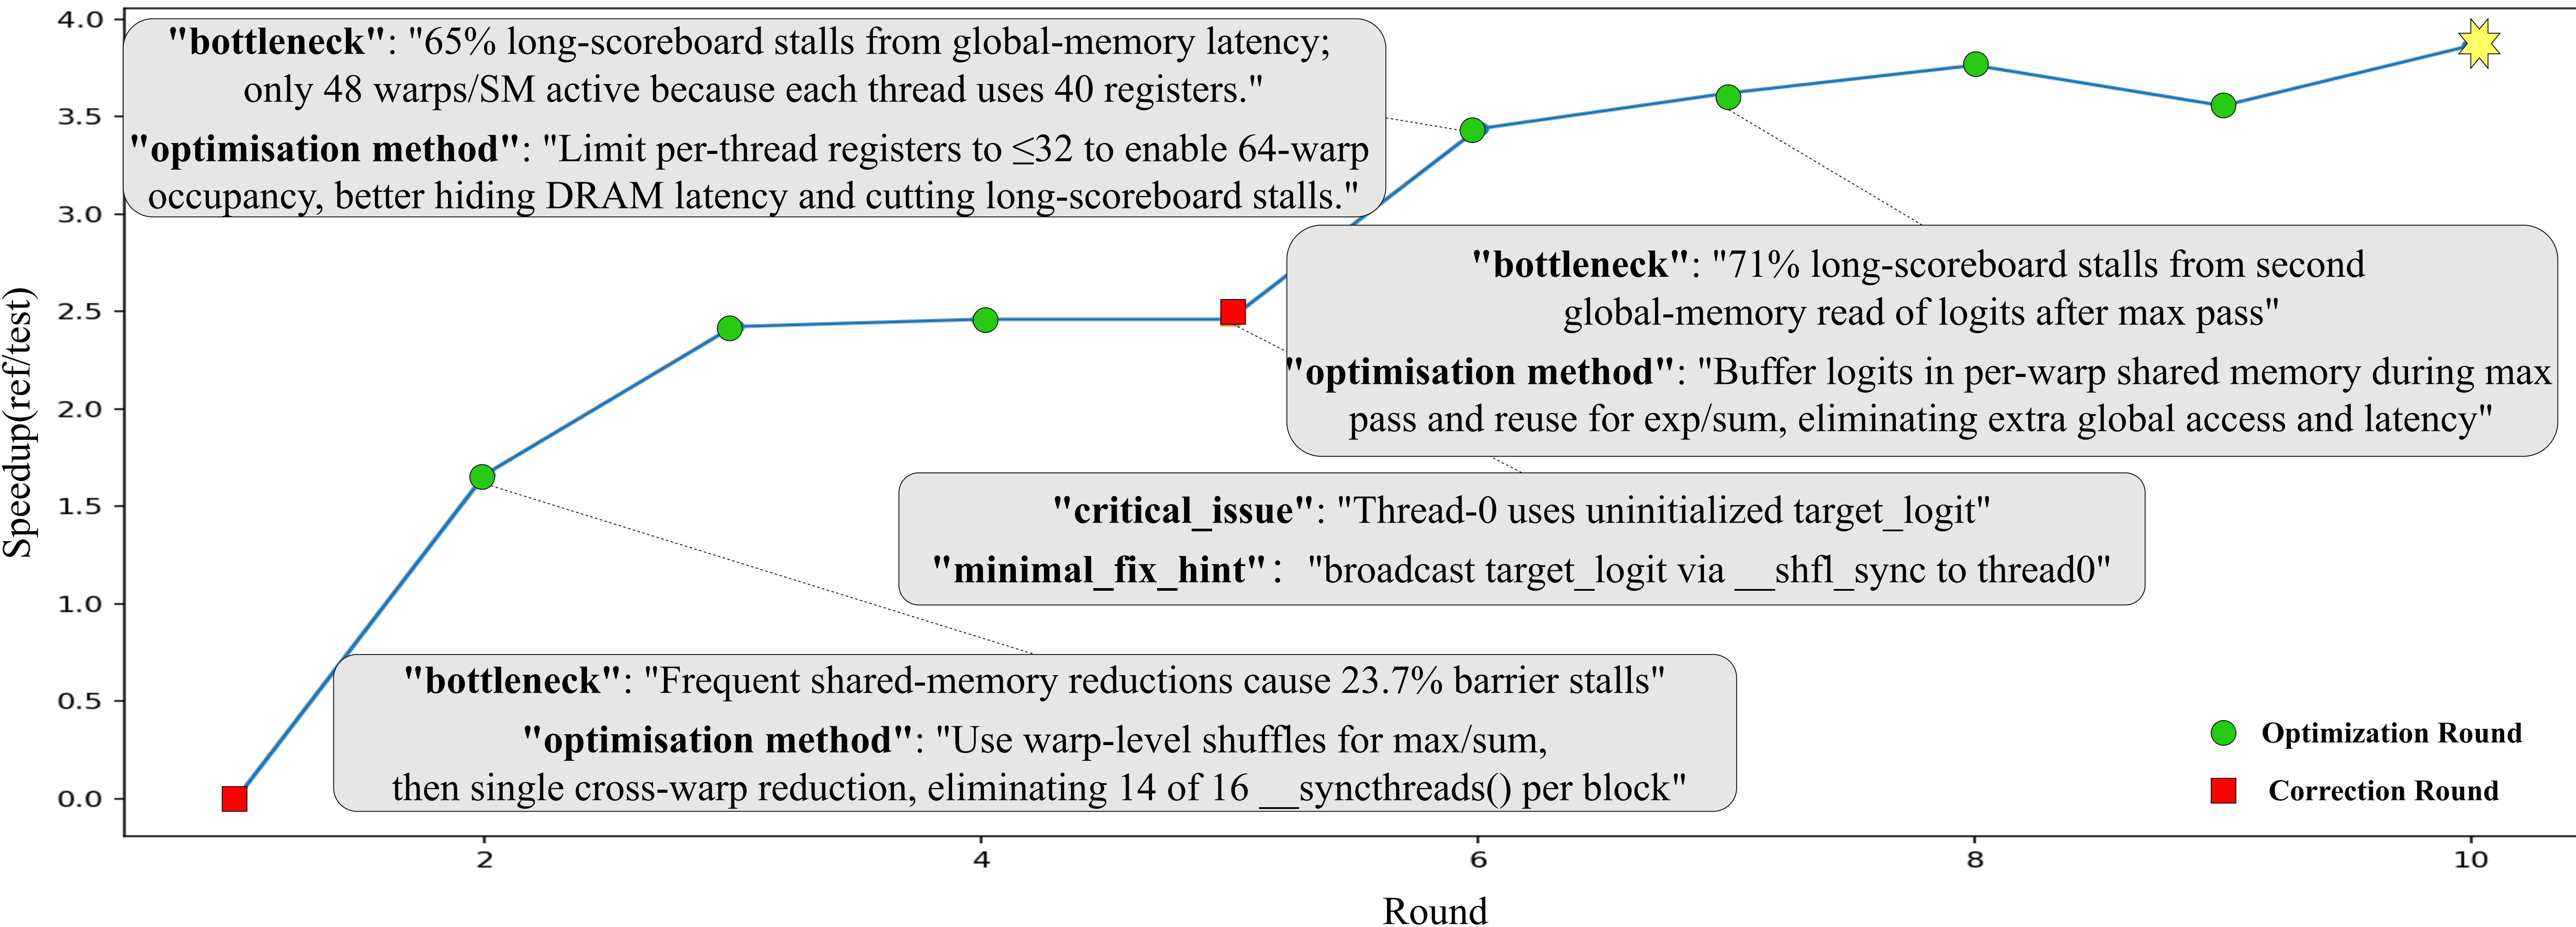 4.0
3.5
3.0
2.5
2.0
1.5
1.0
0.5
0.0
Speedup(ref/test)
"bottleneck": "65% long-scoreboard stalls from global-memory latency;
only 48 warps/SM active because each thread uses 40 registers."
"optimisation method": "Limit per-thread registers to ≤32 to enable 64-warp
occupancy, better hiding DRAM latency and cutting long-scoreboard stalls."
"bottleneck": "71% long-scoreboard stalls from second
global-memory read of logits after max pass"
"optimisation method": "Buffer logits in per-warp shared memory during max
pass and reuse for exp/sum, eliminating extra global access and latency"
"critical_issue": "Thread-0 uses uninitialized target_logit"
"minimal_fix_hint": "broadcast target_logit via __shfl_sync to thread0"
"bottleneck": "Frequent shared-memory reductions cause 23.7% barrier stalls"
"optimisation method": "Use warp-level shuffles for max/sum,
then single cross-warp reduction, eliminating 14 of 16 __syncthreads() per block"
Optimization Round
Correction Round
2 4 6 8 10
Round